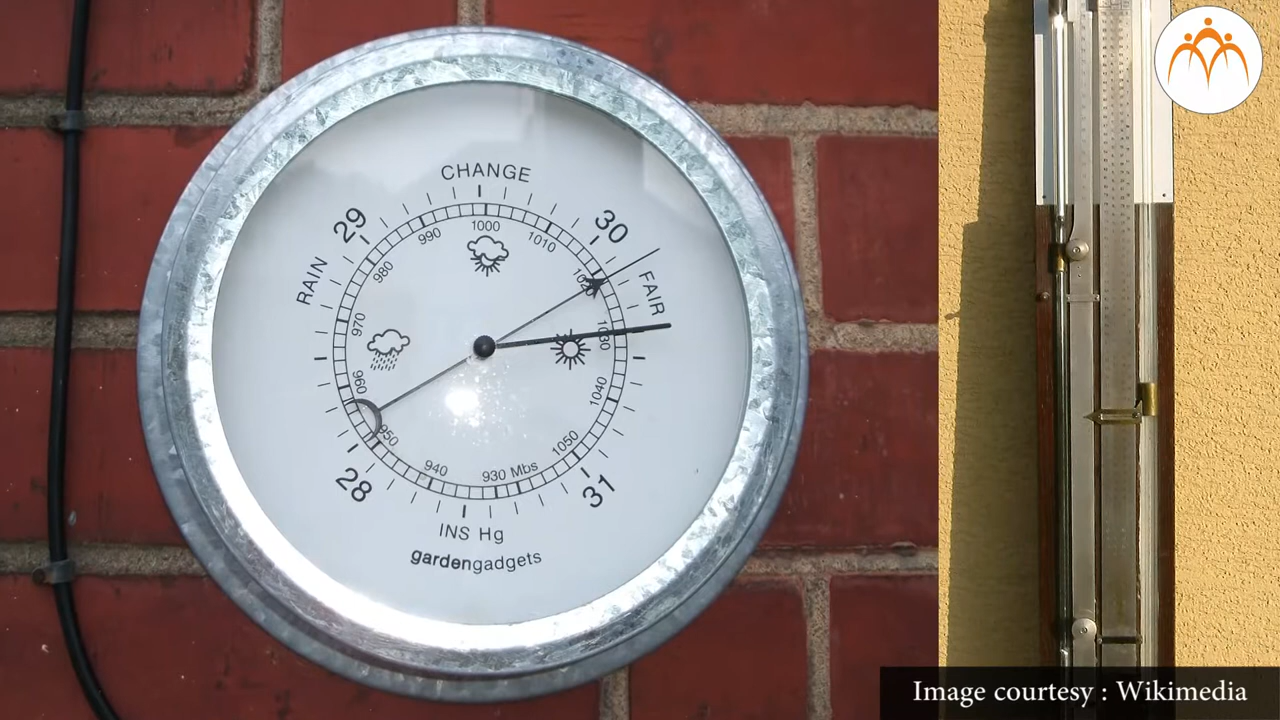 CHANGE
29
30
RAIN
FAIR
990
1000
1010
980
1020
970
1030
960
1040
950
1050
940
930 Mbs
28
31
INS Hg
gardengadgets
Image courtesy : Wikimedia